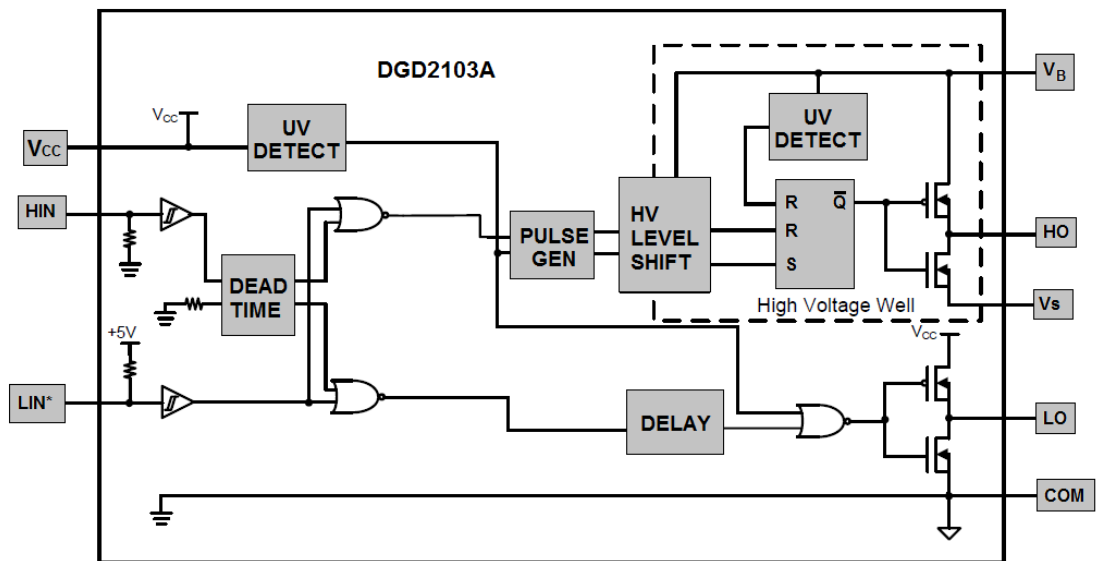 DGD2103A
VB
VCC
UV
DETECT
UV
DETECT
VCC
HIN
R
Q
R
S
HV
LEVEL
SHIFT
PULSE
GEN
HO
DEAD
TIME
High Voltage Well
Vs
+5V
VCC
LIN*
DELAY
LO
COM